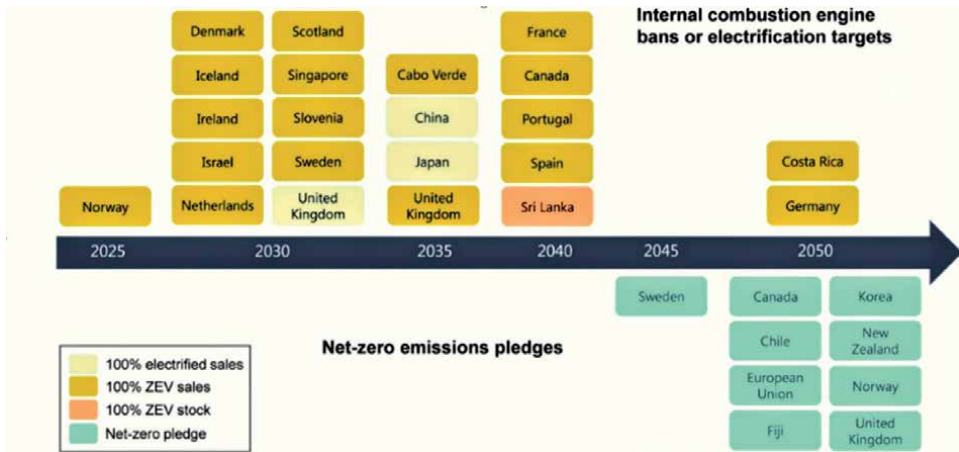 Internal combustion engine
bans or electrification targets
Denmark
Scotland
France
Iceland
Singapore
Cabo Verde
Canada
Ireland
Slovenia
China
Portugal
Israel
Sweden
Japan
Spain
Costa Rica
Norway
Netherlands
United
Kingdom
United
Kingdom
Sri Lanka
Germany
2025
2030
2035
2040
2045
2050
Sweden
Canada
Korea
Chile
New
Zealand
European
Union
Norway
Fiji
United
Kingdom
Net-zero emissions pledges
100% electrified sales
100% ZEV sales
100% ZEV stock
Net-zero pledge